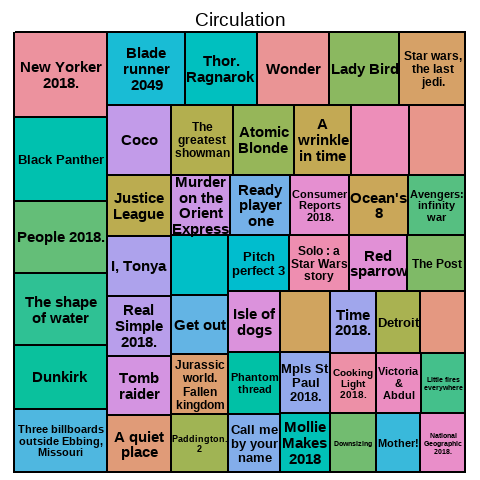 Circulation
New Yorker
2018.
Black Panther
People 2018.
The shape
of water
Dunkirk
Three billboards
outside Ebbing,
Missouri
Blade
runner
2049
Thor.
Ragnarok
Wonder
Lady Bird
Star wars,
the last
jedi.
Coco
The
greatest
showman
Atomic
Blonde
A
wrinkle
in time
Justice
League
Murder
on the
Orient
Express
Ready
player
one
Consumer
Reports
2018.
Ocean's
8
Avengers:
infinity
war
I, Tonya
Pitch
perfect 3
Solo : a
Star Wars
story
Red
sparrow
The Post
Real
Simple
2018.
Get out
Isle of
dogs
Time
2018.
Detroit
Tomb
raider
Jurassic
world.
Fallen
kingdom
Phantom
thread
Mpls St
Paul
2018.
Cooking
Light
2018.
Victoria
&
Abdul
Little fires
everywhere
A quiet
place
Paddington.
2
Call me
by your
name
Mollie
Makes
2018
Downsizing
Mother!
National
Geographic
2018.